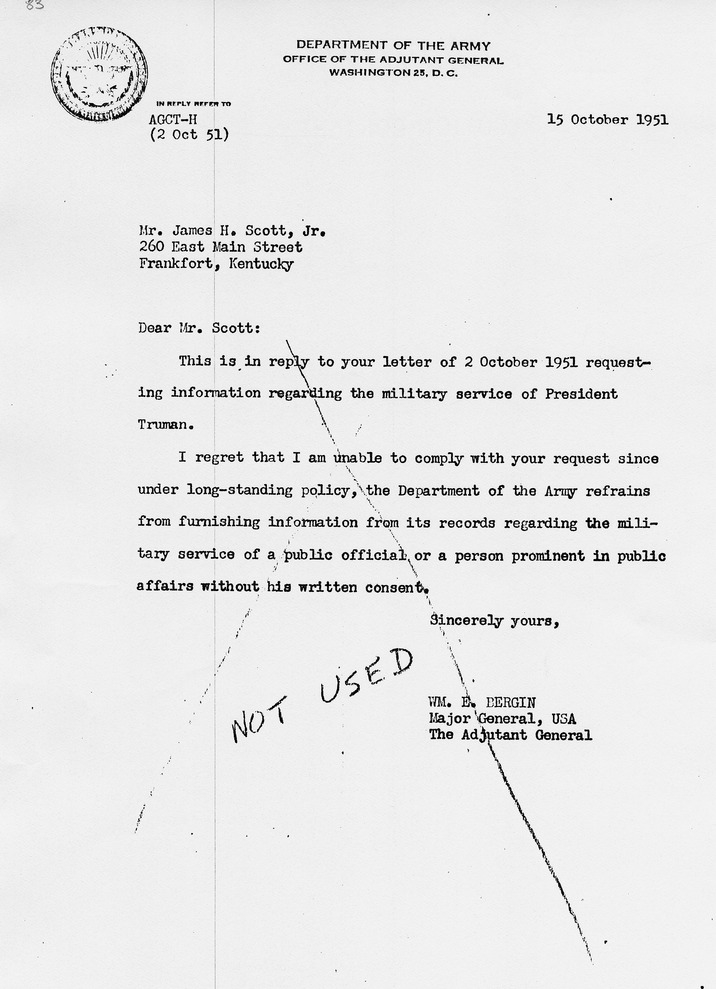 83
DEPARTMENT OF THE ARMY
OFFICE OF THE ADJUTANT GENERAL
WASHINGTON 25, D. C.
IN REPLY REFER TO
AGCT-H
(2 Oct 51)
15 October 1951
Mr. James H. Scott, Jr.
260 East Main Street
Frankfort, Kentucky
Dear Mr. Scott:
This is in reply to your letter of 2 October 1951 request-
ing information regarding the military service of President
Truman.
I regret that I am unable to comply with your request since
under long-standing policy, the Department of the Army refrains
from furnishing information from its records regarding the mili-
tary service of a public official or a person prominent in public
affairs without his written consent.
Sincerely yours,
NOT USED
WM. E. BERGIN
Major General, USA
The Adjutant General